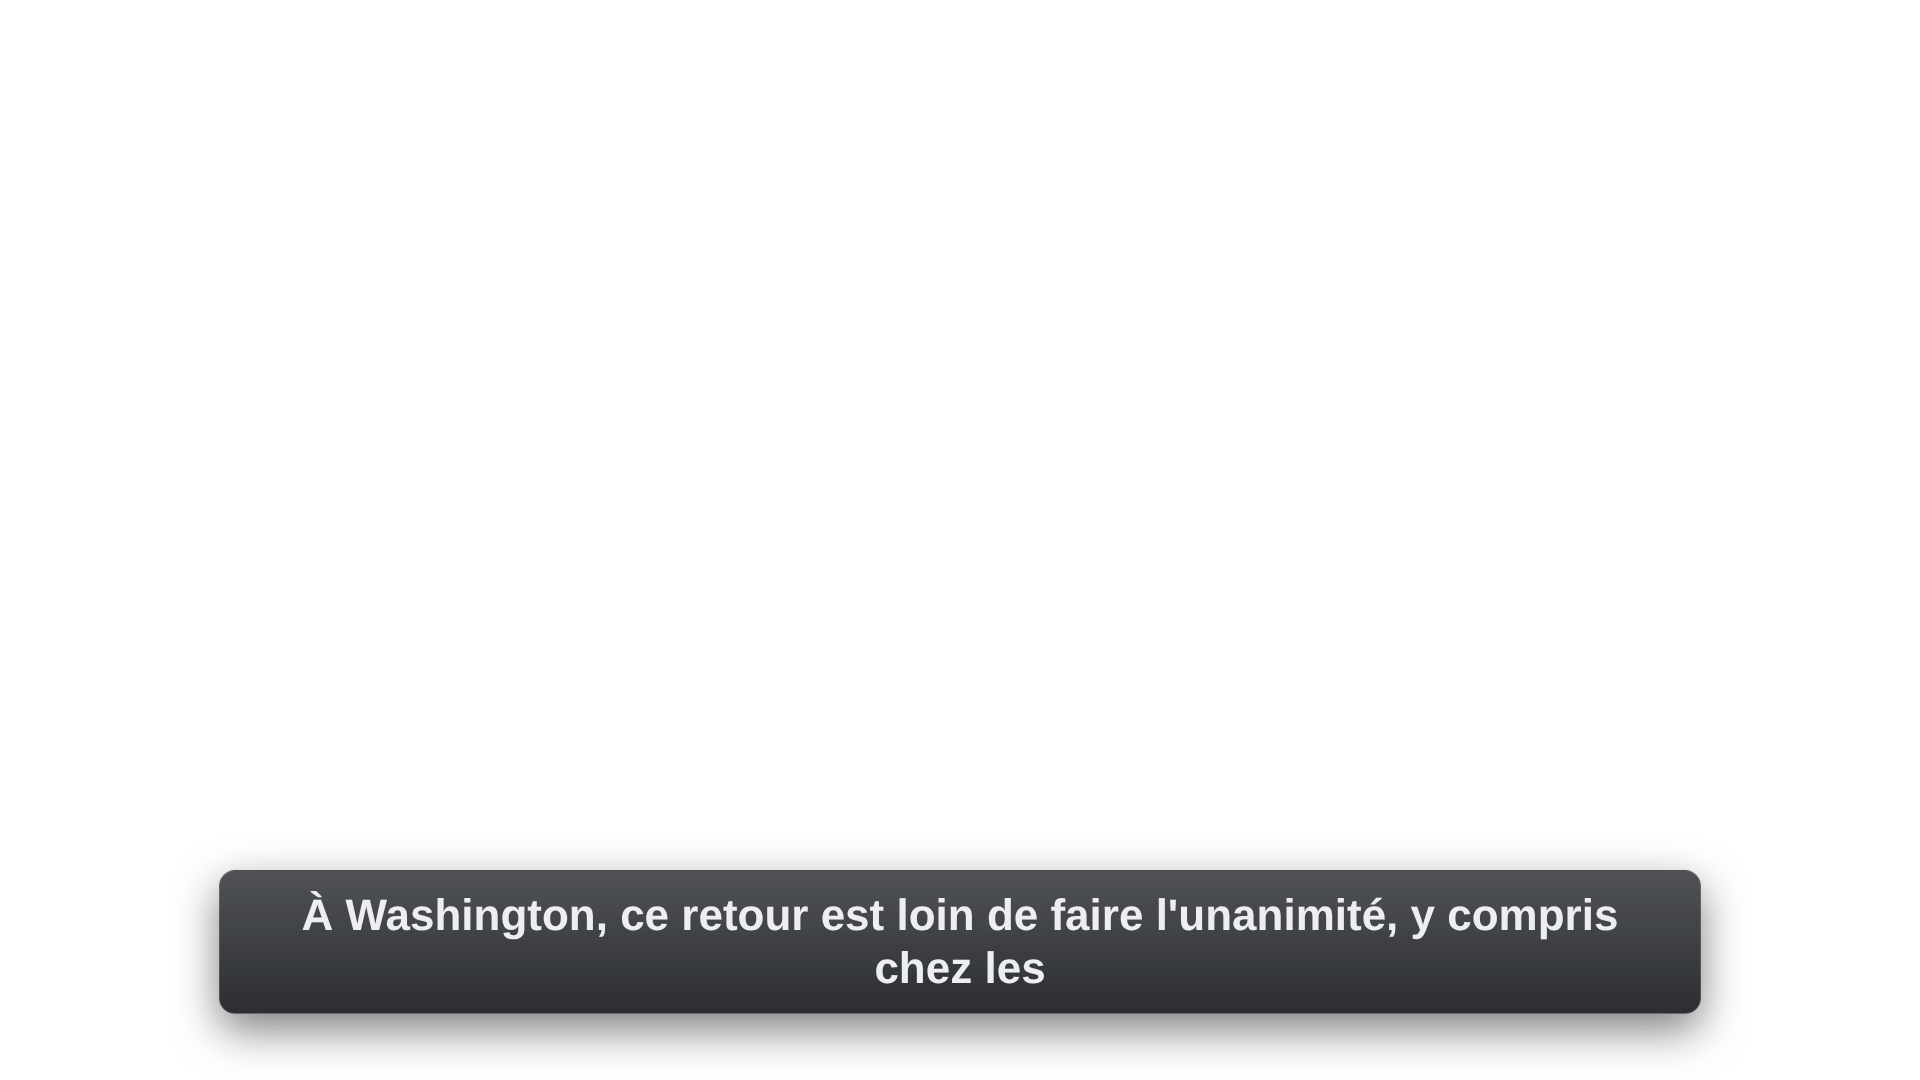 À Washington, ce retour est loin de faire l'unanimité, y compris
chez les